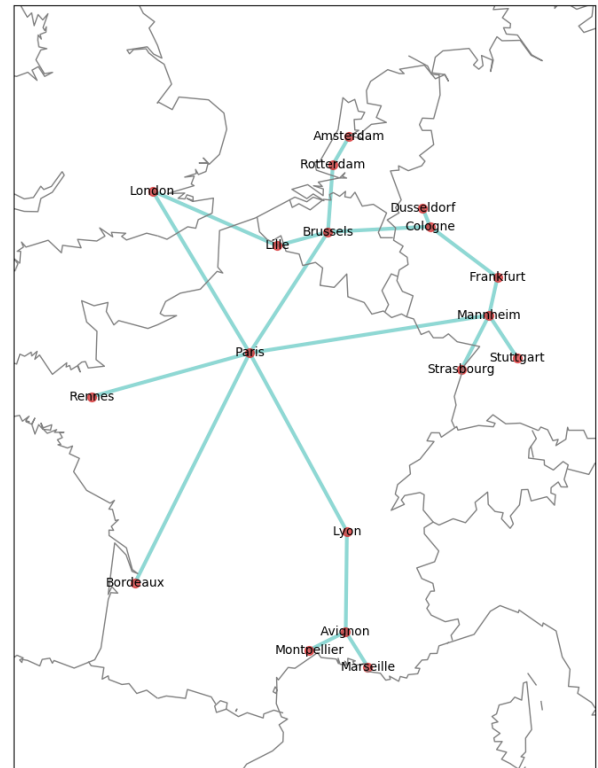 Amsterdam
Rotterdam
London
Dusseldorf
Cologne
Brussels
Lille
Frankfurt
Mannheim
Paris
Stuttgart
Strasbourg
Rennes
Lyon
Bordeaux
Avignon
Montpellier
Marseille